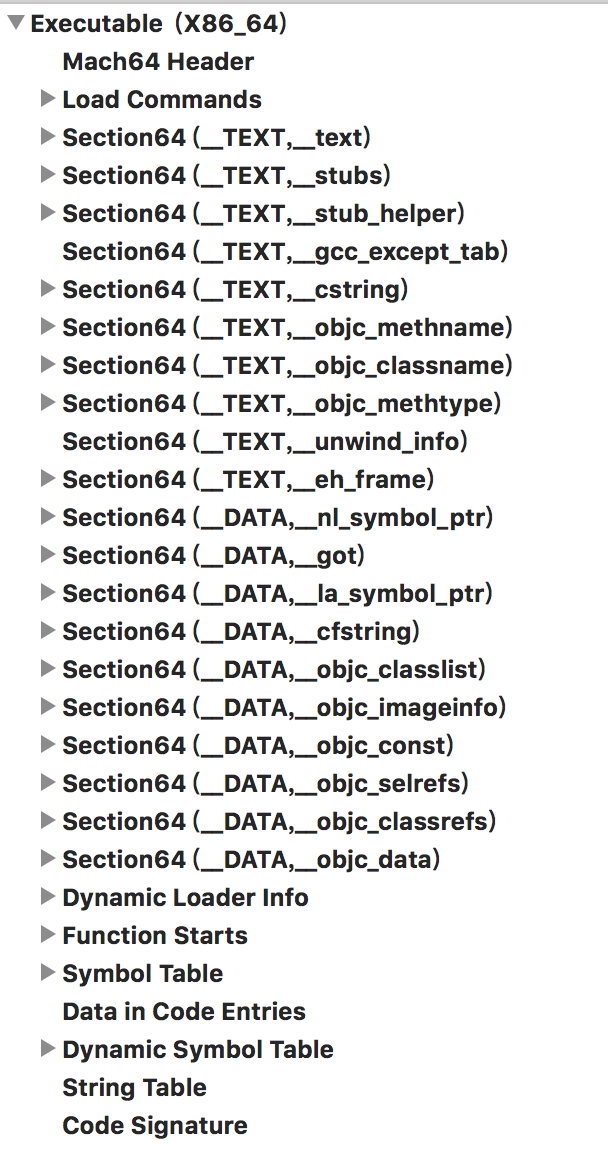 Executable (X86_64)
Mach64 Header
Load Commands
Section64 (__TEXT,__text)
Section64 (__TEXT,__stubs)
Section64 (__TEXT,__stub_helper)
Section64 (__TEXT,__gcc_except_tab)
Section64 (__TEXT,__cstring)
Section64 (__TEXT,__objc_methname)
Section64 (__TEXT,__objc_classname)
Section64 (__TEXT,__objc_methtype)
Section64 (__TEXT,__unwind_info)
Section64 (__TEXT,__eh_frame)
Section64 (__DATA,__nl_symbol_ptr)
Section64 (__DATA,__got)
Section64 (__DATA,__la_symbol_ptr)
Section64 (__DATA,__cfstring)
Section64 (__DATA,__objc_classlist)
Section64 (__DATA,__objc_imageinfo)
Section64 (__DATA,__objc_const)
Section64 (__DATA,__objc_selrefs)
Section64 (__DATA,__objc_classrefs)
Section64 (__DATA,__objc_data)
Dynamic Loader Info
Function Starts
Symbol Table
Data in Code Entries
Dynamic Symbol Table
String Table
Code Signature